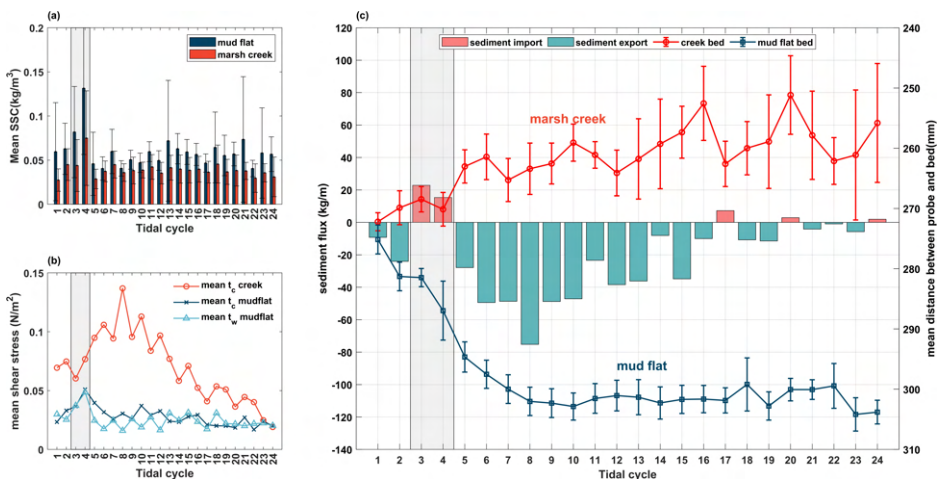 (a)
0.2
0.15
0.1
0.05
0
Mean SSC(kg/m³)
mud flat
marsh creek
1 2 3 4 5 6 7 8 9 10 11 12 13 14 15 16 17 18 19 20 21 22 23 24
Tidal cycle
(b)
0.15
0.1
0.05
0
mean shear stress (N/m²)
mean t_c creek
mean t_c mudflat
mean t_w mudflat
1 2 3 4 5 6 7 8 9 10 11 12 13 14 15 16 17 18 19 20 21 22 23 24
Tidal cycle
(c)
sediment import
sediment export
creek bed
mud flat bed
120
100
80
60
40
20
0
-20
-40
-60
-80
-100
-120
-140
sediment flux (kg/m)
marsh creek
mud flat
240
250
260
270
280
290
300
310
mean distance between probe and bed(mm)
1 2 3 4 5 6 7 8 9 10 11 12 13 14 15 16 17 18 19 20 21 22 23 24
Tidal cycle